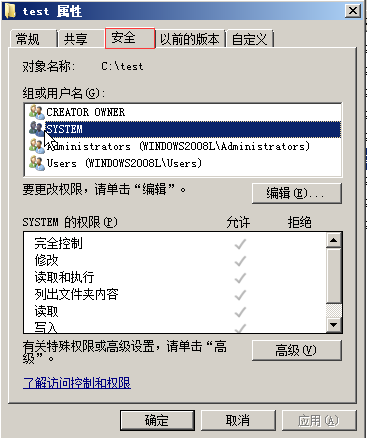 test 属性
常规 共享 安全 以前的版本 自定义
对象名称: C:\test
组或用户名(G):
CREATOR OWNER
SYSTEM
Administrators (WINDOWS2008L\Administrators)
Users (WINDOWS2008L\Users)
要更改权限，请单击“编辑”。
编辑(E)...
SYSTEM 的权限(P) 允许 拒绝
完全控制
修改
读取和执行
列出文件夹内容
读取
写入
有关特殊权限或高级设置，请单击“高
级”。
高级(V)
了解访问控制和权限
确定 取消 应用(A)